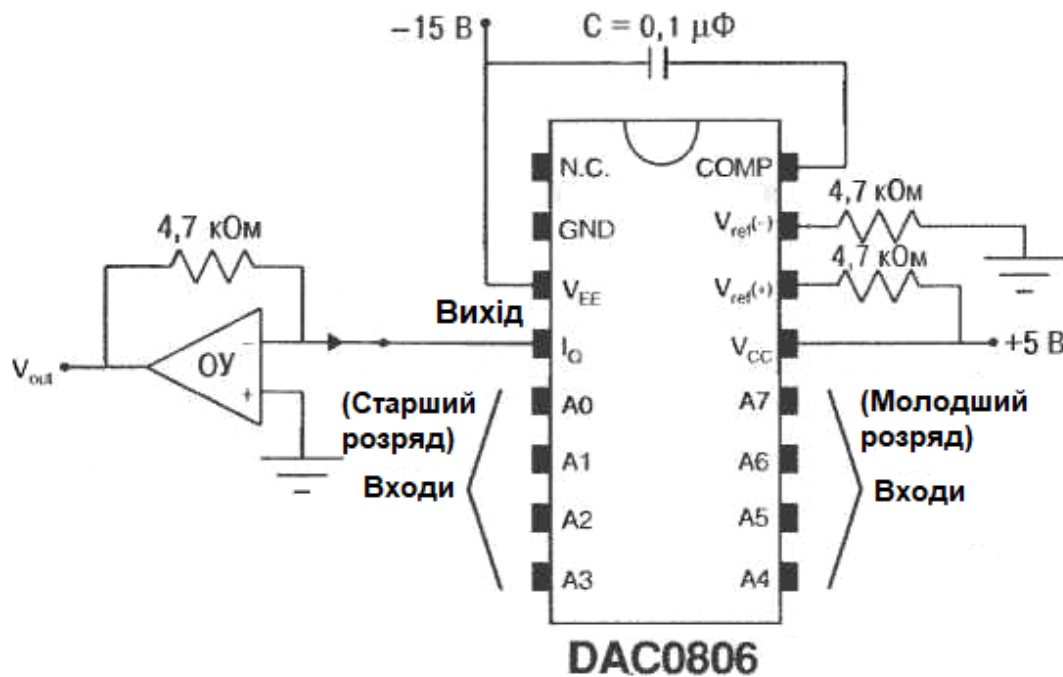 –15 В
C = 0,1 μФ
N.C.
COMP
4,7 кОм
4,7 кОм
GND
Vref(-)
4,7 кОм
VEE
Vref(+)
Вихід
IO
VCC
+5 В
Vout
ОУ
–
+
(Старший
розряд)
A0
A7
(Молодший
розряд)
A1
A6
Входи
Входи
A2
A5
A3
A4
DAC0806